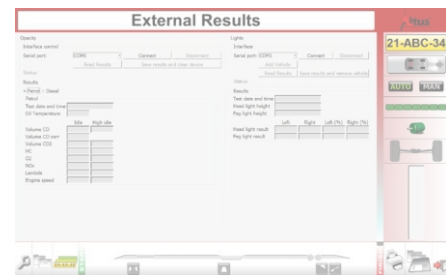 External Results
Opacity
Interface control
Serial port: COM1 Connect Disconnect
Read Results Save results and clear device
Status:
Results
Petrol Diesel
Petrol
Test date and time
Oil Temperature
Idle High idle
Volume CO
Volume CO corr
Volume CO2
HC
O2
NOx
Lambda
Engine speed
Lights
Interface
Serial port: Connect Disconnect
Add Vehicle
Read Results Save results and remove vehicle
Status:
Results
Test date and time
Head light height
Fog light height
Left Right Left (%) Right (%)
Head light result
Fog light result
21-ABC-34
AUTO MAN